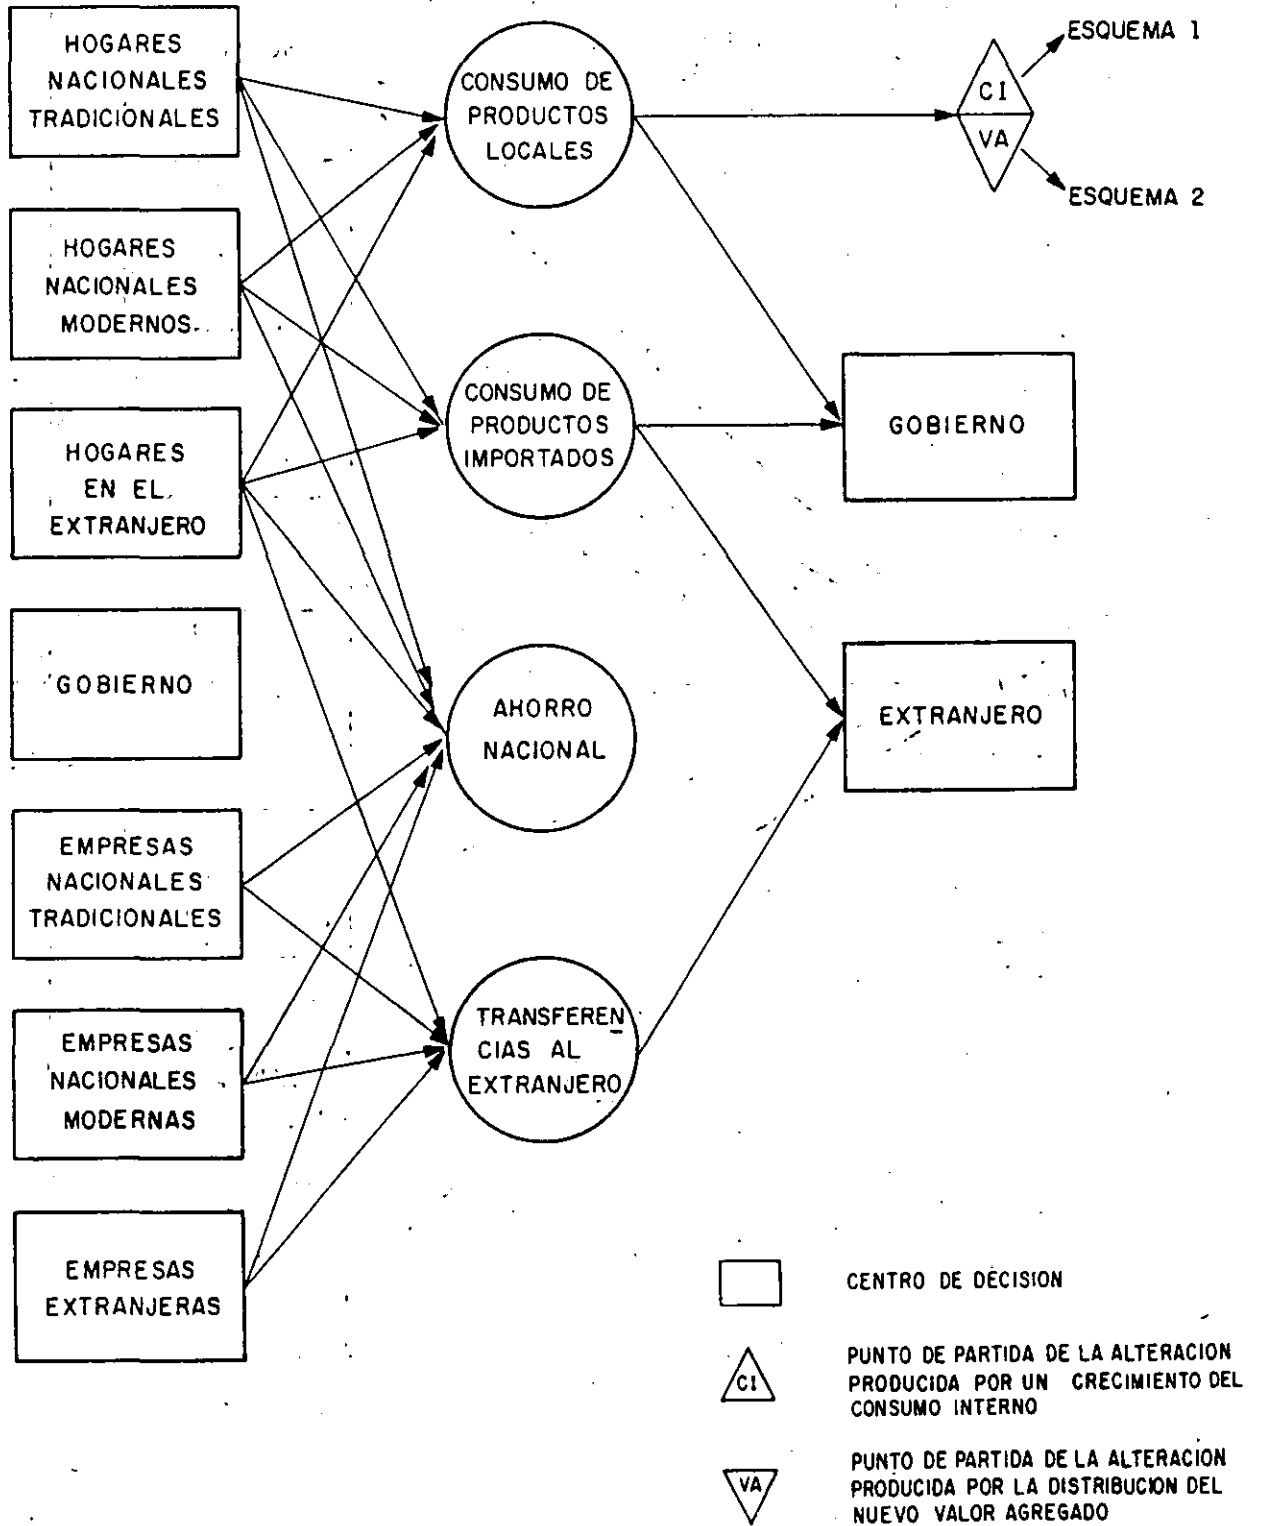 HOGARES
NACIONALES
TRADICIONALES
HOGARES
NACIONALES
MODERNOS
HOGARES
EN EL
EXTRANJERO
GOBIERNO
EMPRESAS
NACIONALES
TRADICIONALES
EMPRESAS
NACIONALES
MODERNAS
EMPRESAS
EXTRANJERAS
CONSUMO DE
PRODUCTOS
LOCALES
CONSUMO DE
PRODUCTOS
IMPORTADOS
AHORRO
NACIONAL
TRANSFEREN
CIAS AL
EXTRANJERO
CI
VA
ESQUEMA 1
ESQUEMA 2
GOBIERNO
EXTRANJERO
CENTRO DE DECISION
CI
PUNTO DE PARTIDA DE LA ALTERACION
PRODUCIDA POR UN CRECIMIENTO DEL
CONSUMO INTERNO
VA
PUNTO DE PARTIDA DE LA ALTERACION
PRODUCIDA POR LA DISTRIBUCION DEL
NUEVO VALOR AGREGADO